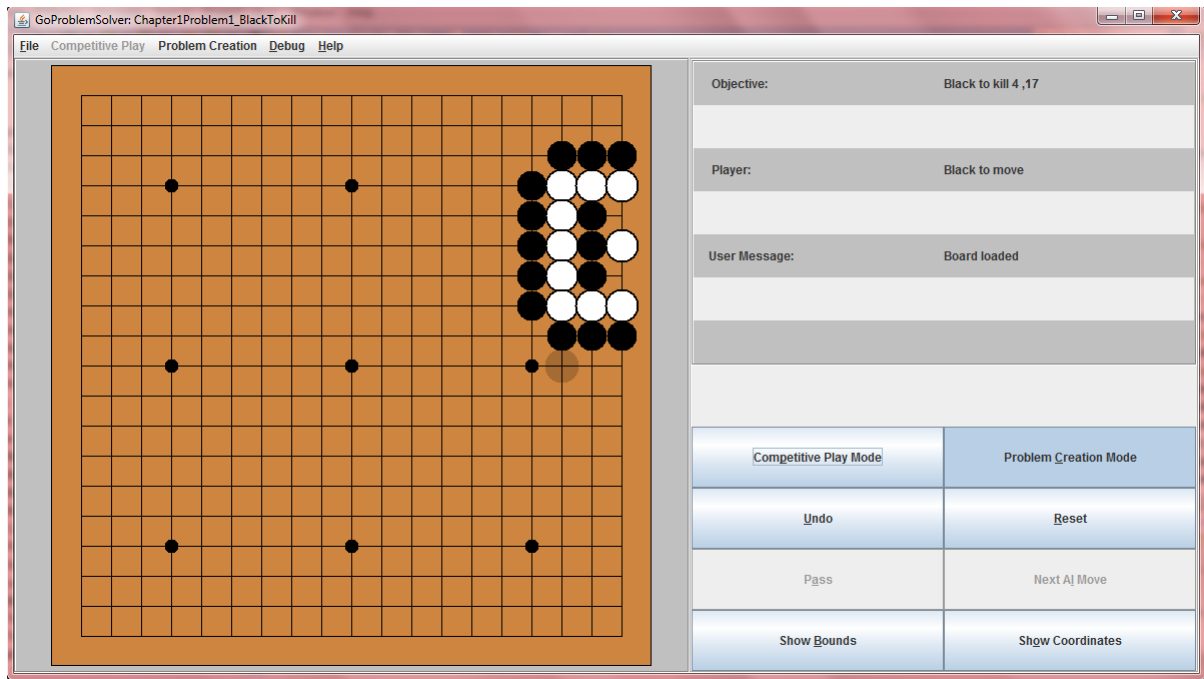 GoProblemSolver: Chapter1Problem1_BlackToKill
File Competitive Play Problem Creation Debug Help
Objective: Black to kill 4 ,17
Player: Black to move
User Message: Board loaded
Competitive Play Mode Problem Creation Mode
Undo Reset
Pass Next AI Move
Show Bounds Show Coordinates